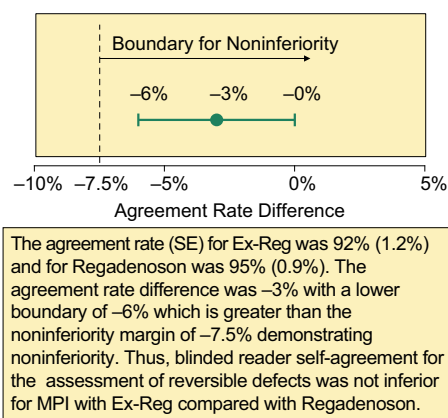 Boundary for Noninferiority
–6% –3% –0%
–10% –7.5% –5% 0% 5%
Agreement Rate Difference
The agreement rate (SE) for Ex-Reg was 92% (1.2%)
and for Regadenoson was 95% (0.9%). The
agreement rate difference was –3% with a lower
boundary of –6% which is greater than the
noninferiority margin of –7.5% demonstrating
noninferiority. Thus, blinded reader self-agreement for
the assessment of reversible defects was not inferior
for MPI with Ex-Reg compared with Regadenoson.